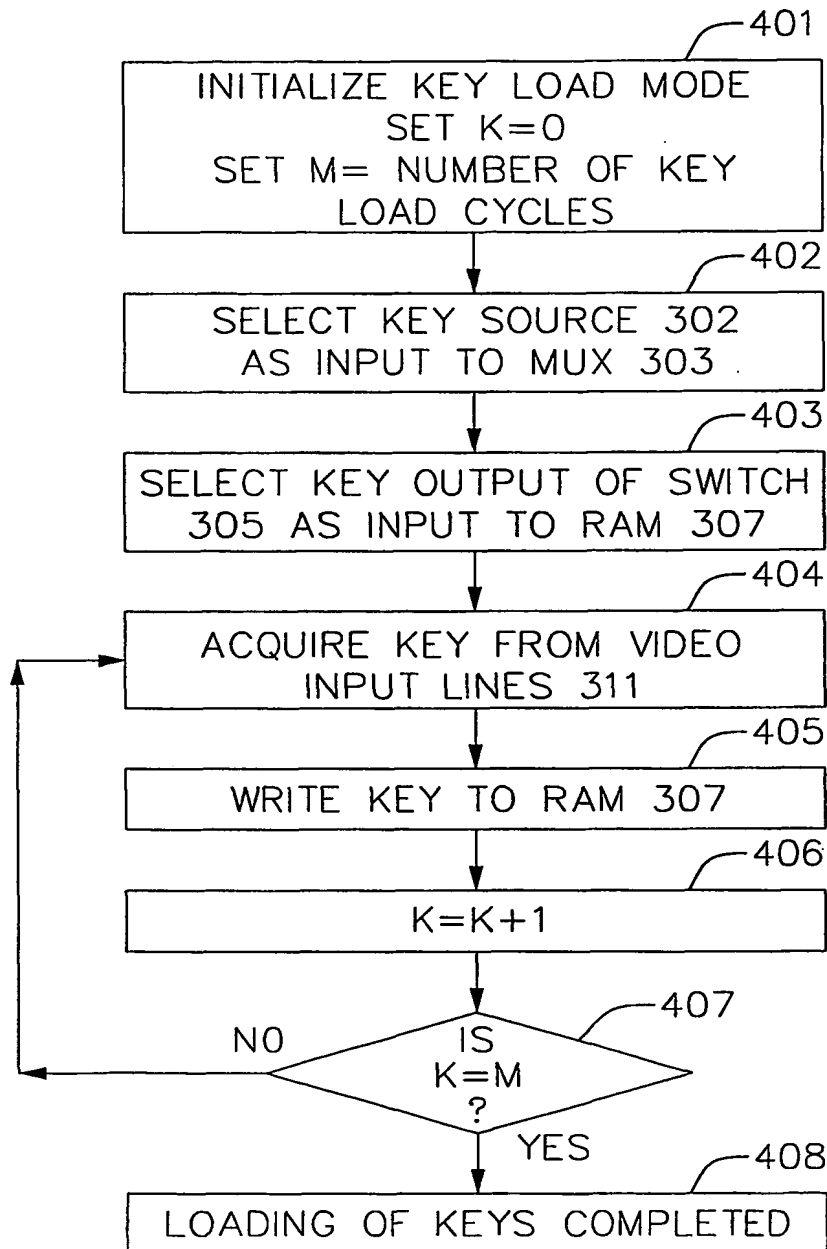 401
INITIALIZE KEY LOAD MODE
SET K=0
SET M= NUMBER OF KEY
LOAD CYCLES
402
SELECT KEY SOURCE 302
AS INPUT TO MUX 303
403
SELECT KEY OUTPUT OF SWITCH
305 AS INPUT TO RAM 307
404
ACQUIRE KEY FROM VIDEO
INPUT LINES 311
405
WRITE KEY TO RAM 307
406
K=K+1
407
NO
IS
K=M
?
YES
408
LOADING OF KEYS COMPLETED